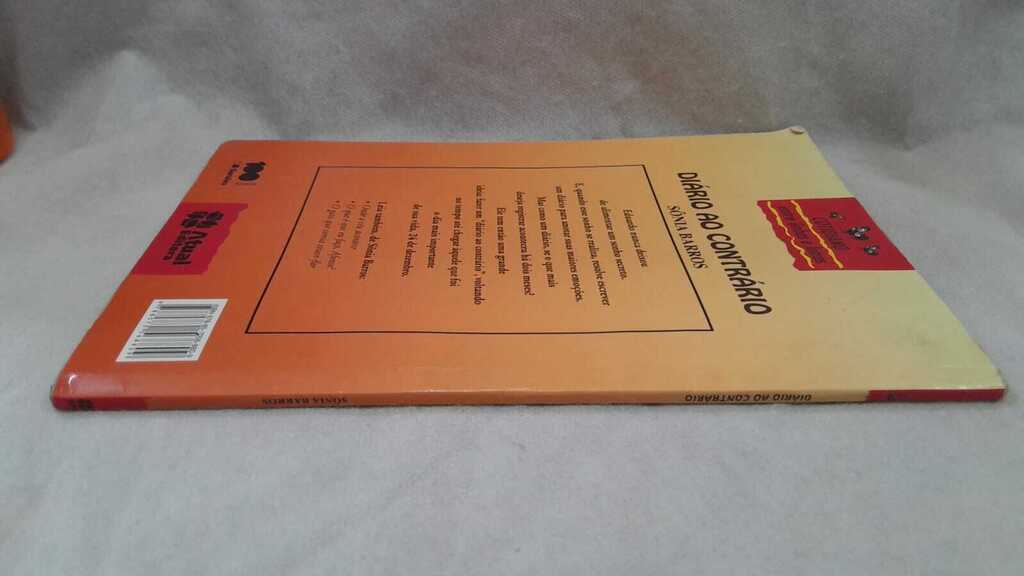 DIÁRIO AO CONTRÁRIO
SÔNIA BARROS
Eduardo nunca deixou
de alimentar um sonho secreto.
E, quando esse sonho se realiza, resolve escrever
um diário para anotar suas maiores emoções.
Mas como um diário, se o que mais
deseja registrar aconteceu há dois meses?
Ele tem então uma grande
ideia: fazer um "diário ao contrário", voltando
no tempo até chegar àquele que foi
o dia mais importante
de sua vida, 24 de dezembro.
Leia também, de Sônia Barros:
Atual
Editora
SÔNIA BARROS
DIÁRIO AO CONTRÁRIO